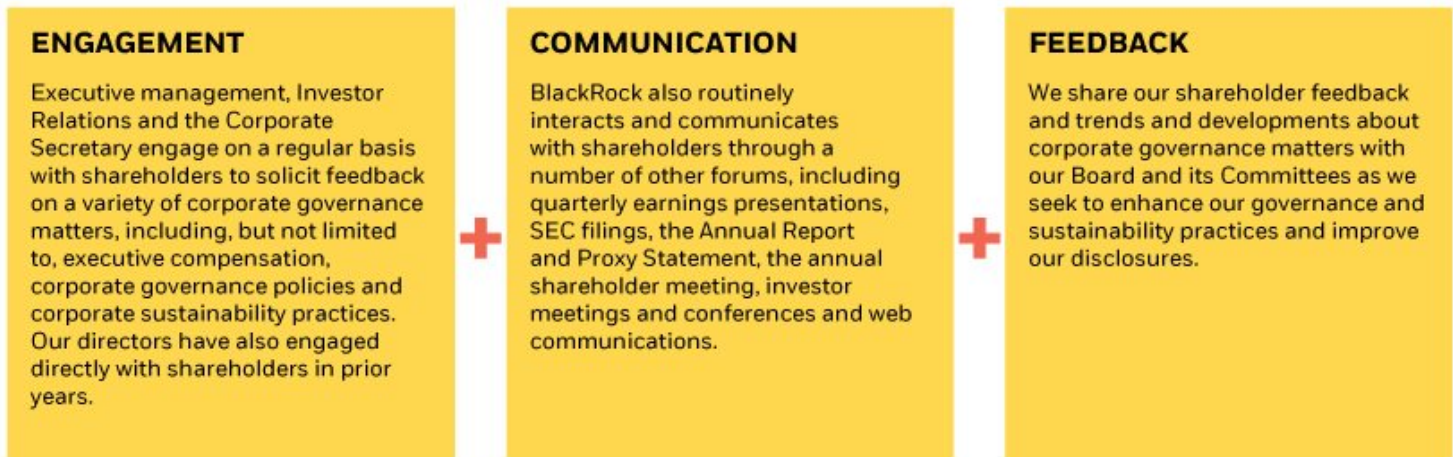 ENGAGEMENT
Executive management, Investor
Relations and the Corporate
Secretary engage on a regular basis
with shareholders to solicit feedback
on a variety of corporate governance
matters, including, but not limited
to, executive compensation,
corporate governance policies and
corporate sustainability practices.
Our directors have also engaged
directly with shareholders in prior
years.
COMMUNICATION
BlackRock also routinely
interacts and communicates
with shareholders through a
number of other forums, including
quarterly earnings presentations,
SEC filings, the Annual Report
and Proxy Statement, the annual
shareholder meeting, investor
meetings and conferences and web
communications.
FEEDBACK
We share our shareholder feedback
and trends and developments about
corporate governance matters with
our Board and its Committees as we
seek to enhance our governance and
sustainability practices and improve
our disclosures.